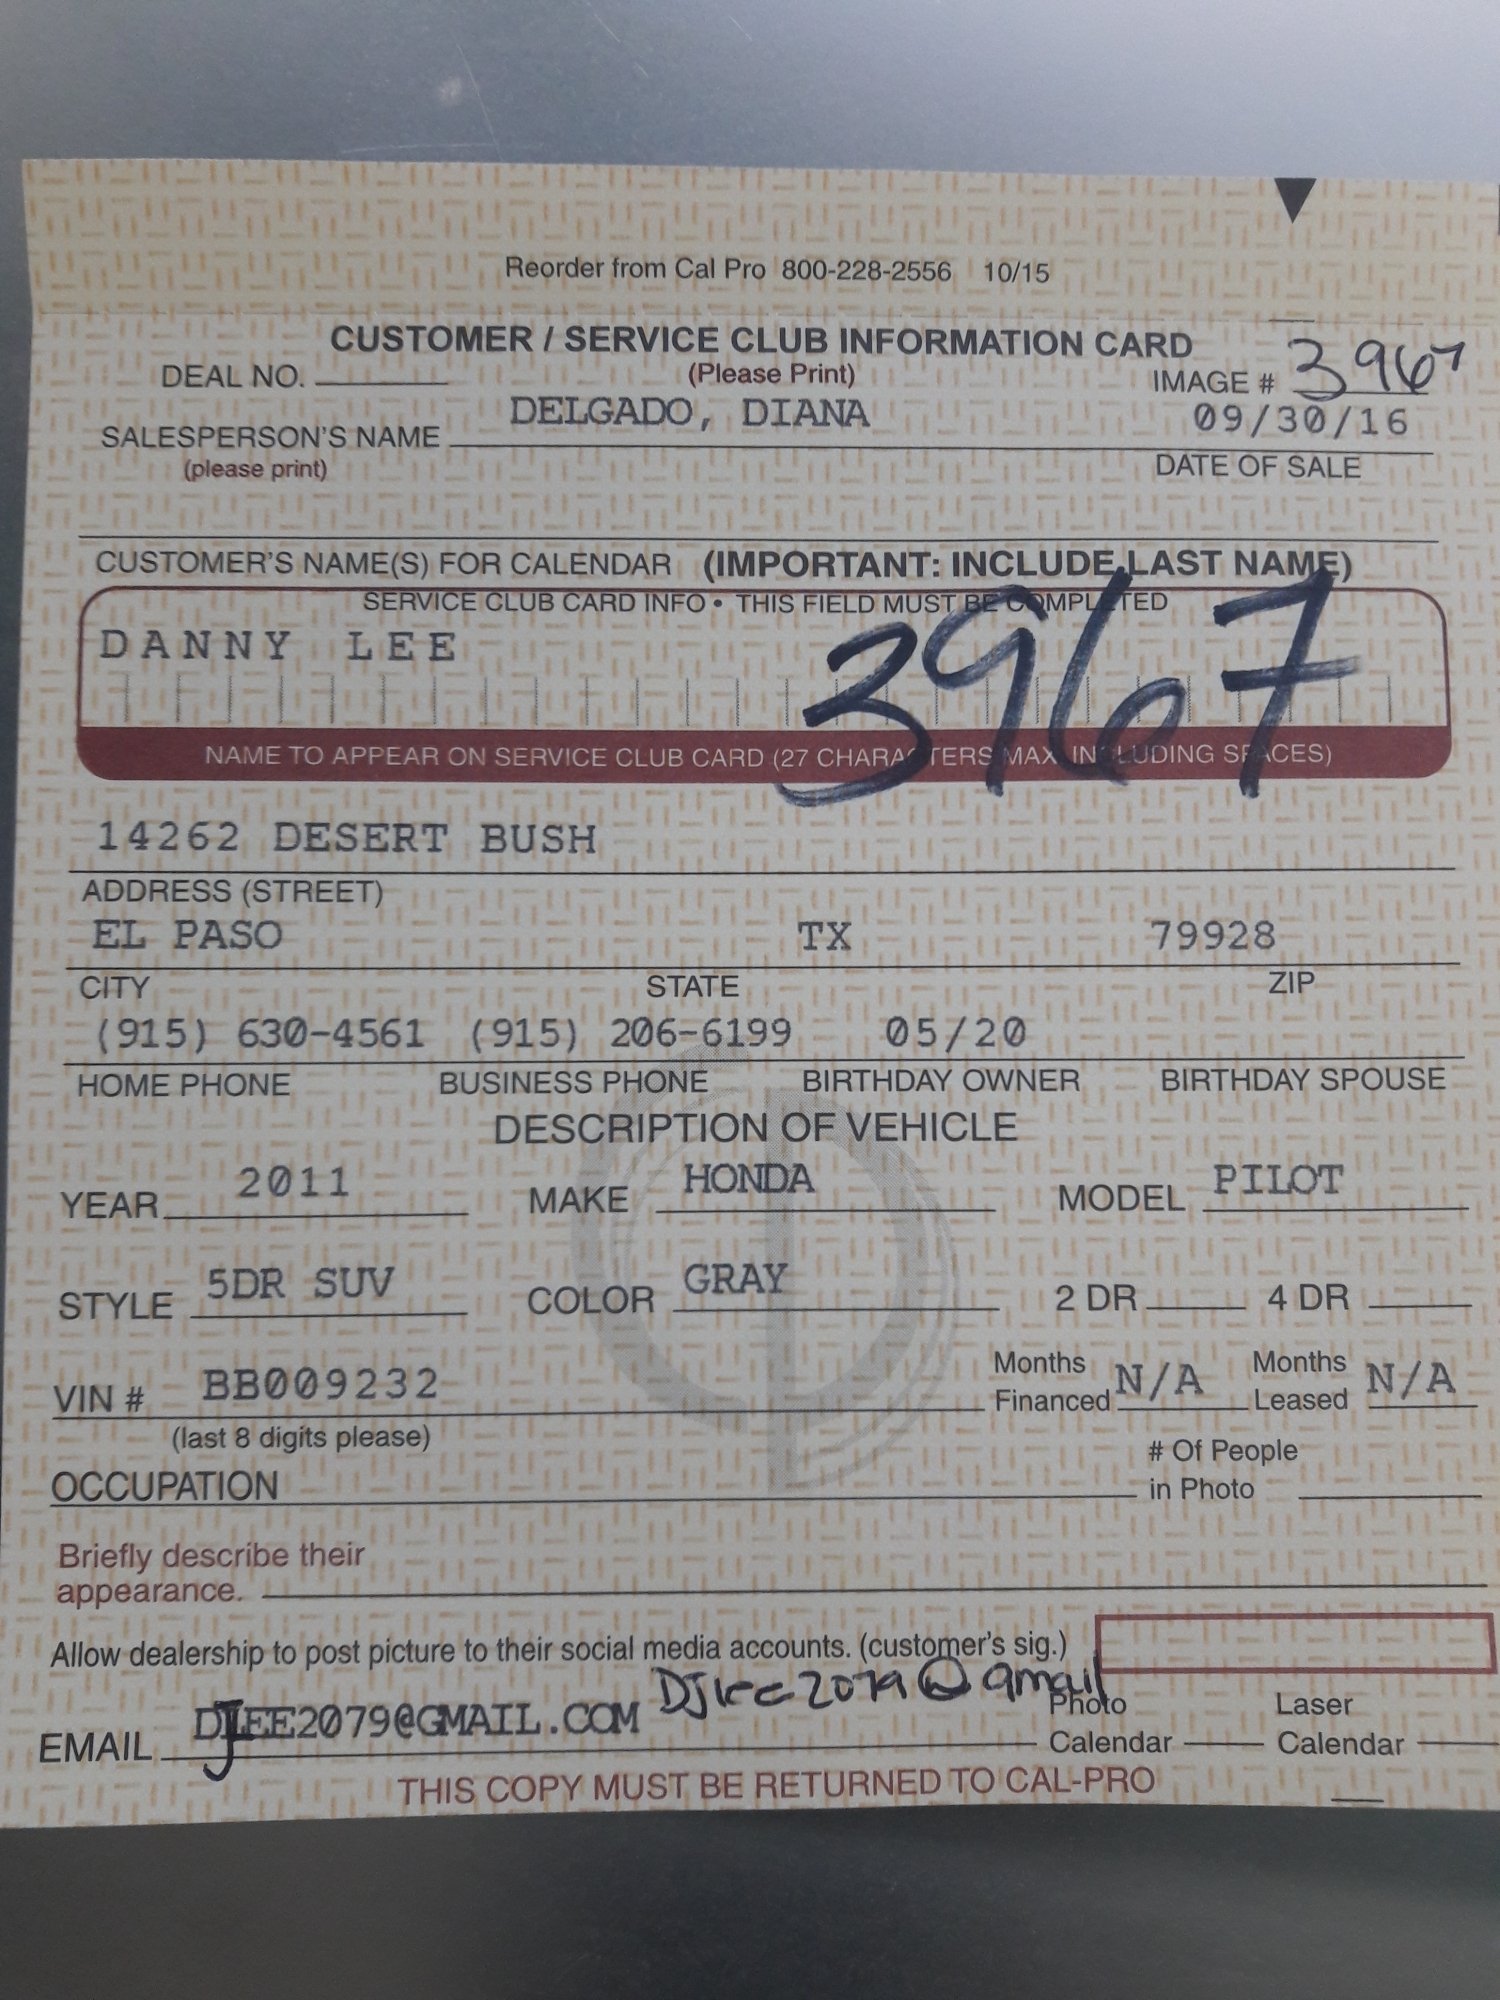 Reorder from Cal Pro 800-228-2556 10/15
CUSTOMER / SERVICE CLUB INFORMATION CARD
DEAL NO. (Please Print) IMAGE # 3967
SALESPERSON'S NAME DELGADO, DIANA 09/30/16
(please print) DATE OF SALE
CUSTOMER'S NAME(S) FOR CALENDAR (IMPORTANT: INCLUDE LAST NAME)
SERVICE CLUB CARD INFO • THIS FIELD MUST BE COMPLETED
DANNY LEE
3967
NAME TO APPEAR ON SERVICE CLUB CARD (27 CHARACTERS MAX INCLUDING SPACES)
14262 DESERT BUSH
ADDRESS (STREET)
EL PASO TX 79928
CITY STATE ZIP
(915) 630-4561 (915) 206-6199 05/20
HOME PHONE BUSINESS PHONE BIRTHDAY OWNER BIRTHDAY SPOUSE
DESCRIPTION OF VEHICLE
YEAR 2011 MAKE HONDA MODEL PILOT
STYLE 5DR SUV COLOR GRAY 2 DR 4 DR
VIN # BB009232 Months Financed N/A Months Leased N/A
(last 8 digits please)
OCCUPATION # Of People in Photo
Briefly describe their
appearance.
Allow dealership to post picture to their social media accounts. (customer's sig.)
DJlee2079@gmail
EMAIL DJLEE2079@GMAIL.COM Photo Calendar Laser Calendar
THIS COPY MUST BE RETURNED TO CAL-PRO